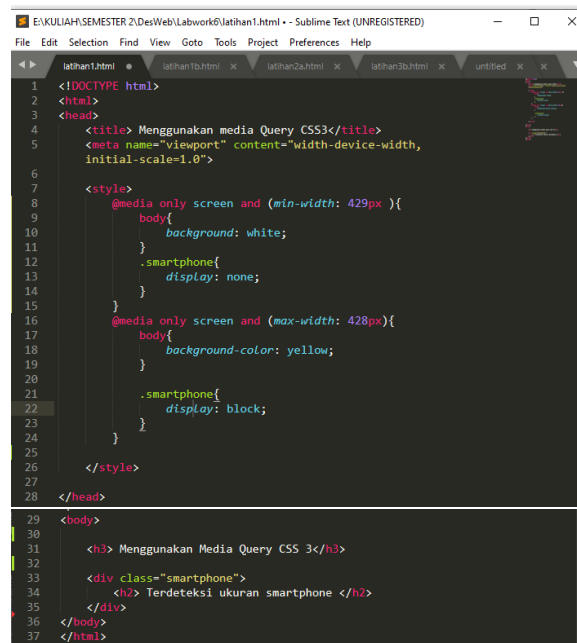 E:\KULIAH\SEMESTER 2\DesWeb\Labwork6\latihan1.html • - Sublime Text (UNREGISTERED)
File Edit Selection Find View Goto Tools Project Preferences Help
latihan1.html latihan1b.html latihan2a.html latihan3b.html untitled
1 <!DOCTYPE html>
2 <html>
3 <head>
4 <title> Menggunakan media Query CSS3</title>
5 <meta name="viewport" content="width-device-width,
initial-scale=1.0">
6
7 <style>
8 @media only screen and (min-width: 429px ){
9 body{
10 background: white;
11 }
12 .smartphone{
13 display: none;
14 }
15 }
16 @media only screen and (max-width: 428px){
17 body{
18 background-color: yellow;
19 }
20
21 .smartphone{
22 display: block;
23 }
24 }
25
26 </style>
27
28 </head>
29 <body>
30
31 <h3> Menggunakan Media Query CSS 3</h3>
32
33 <div class="smartphone">
34 <h2> Terdeteksi ukuran smartphone </h2>
35 </div>
36 </body>
37 </html>